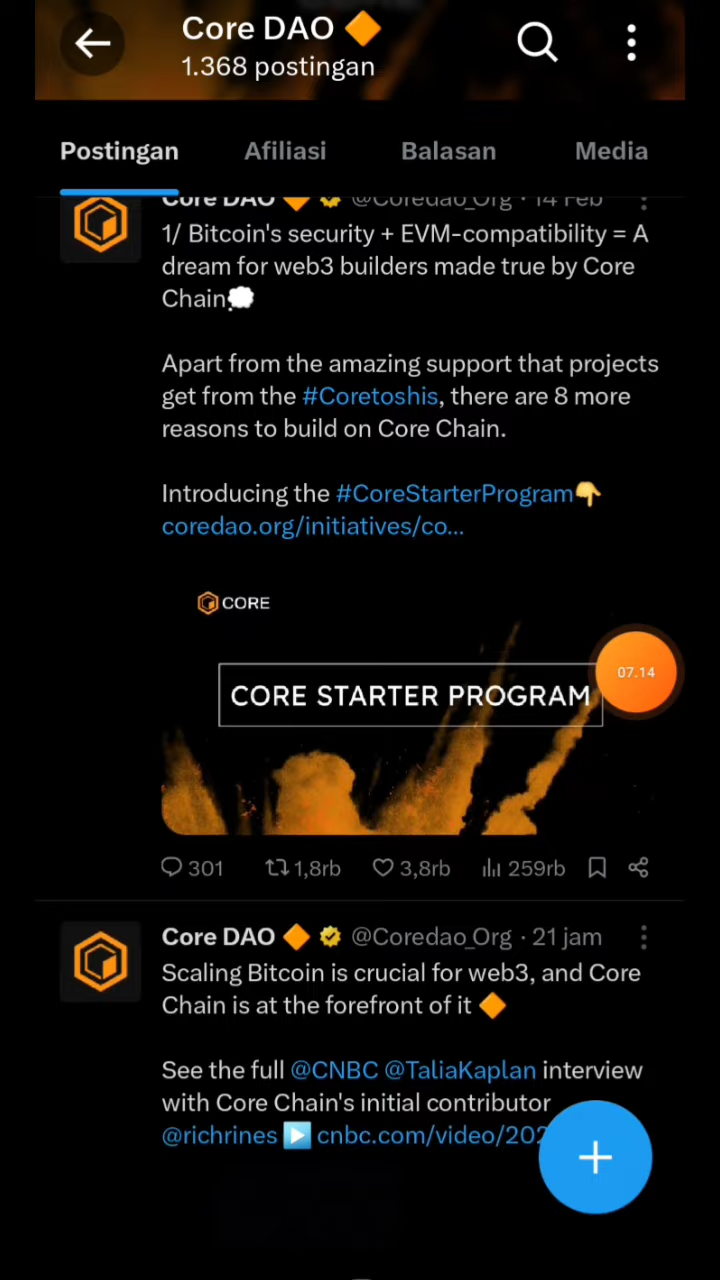 Core DAO 🔶
1.368 postingan
Postingan
Afiliasi
Balasan
Media
Core DAO 🔶 @Coredao_Org · 14 Feb
1/ Bitcoin's security + EVM-compatibility = A
dream for web3 builders made true by Core
Chain💭
Apart from the amazing support that projects
get from the #Coretoshis, there are 8 more
reasons to build on Core Chain.
Introducing the #CoreStarterProgram👇
coredao.org/initiatives/co...
CORE
CORE STARTER PROGRAM
07.14
301
1,8rb
3,8rb
259rb
Core DAO 🔶 @Coredao_Org · 21 jam
Scaling Bitcoin is crucial for web3, and Core
Chain is at the forefront of it 🔶
See the full @CNBC @TaliaKaplan interview
with Core Chain's initial contributor
@richrines ▶️ cnbc.com/video/202